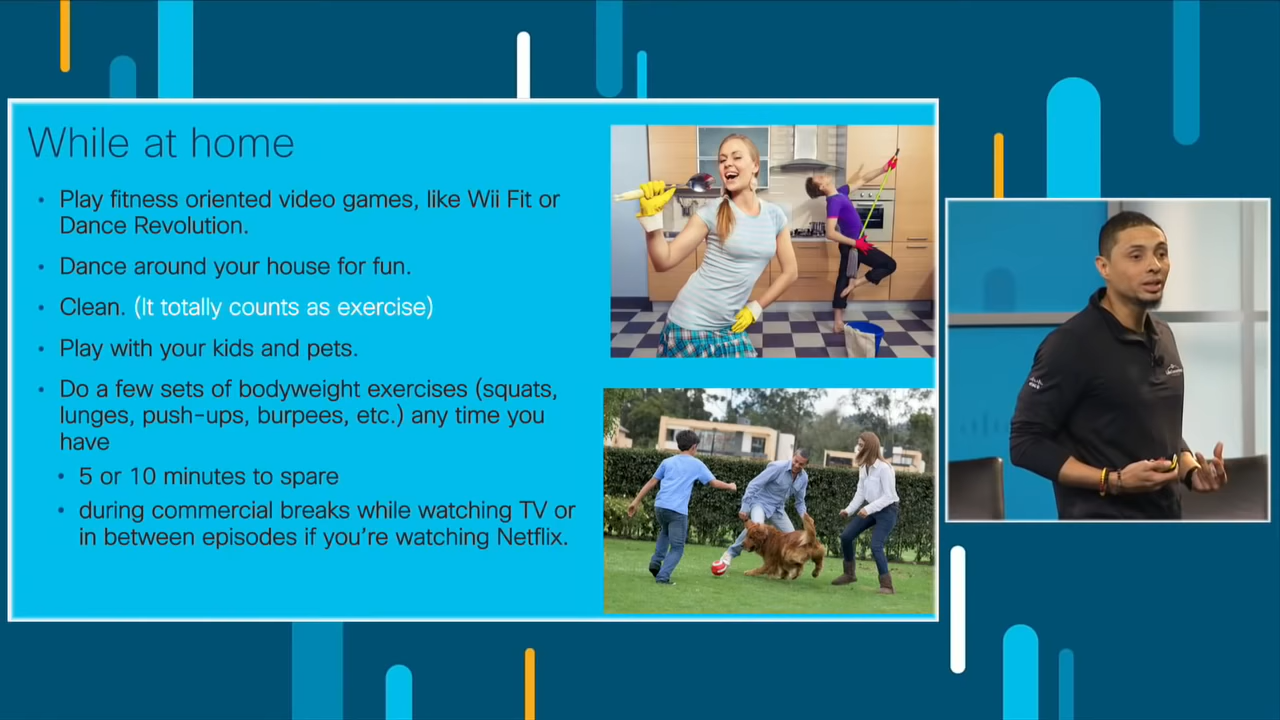 While at home
• Play fitness oriented video games, like Wii Fit or
Dance Revolution.
• Dance around your house for fun.
• Clean. (It totally counts as exercise)
• Play with your kids and pets.
• Do a few sets of bodyweight exercises (squats,
lunges, push-ups, burpees, etc.) any time you
have
• 5 or 10 minutes to spare
• during commercial breaks while watching TV or
in between episodes if you’re watching Netflix.